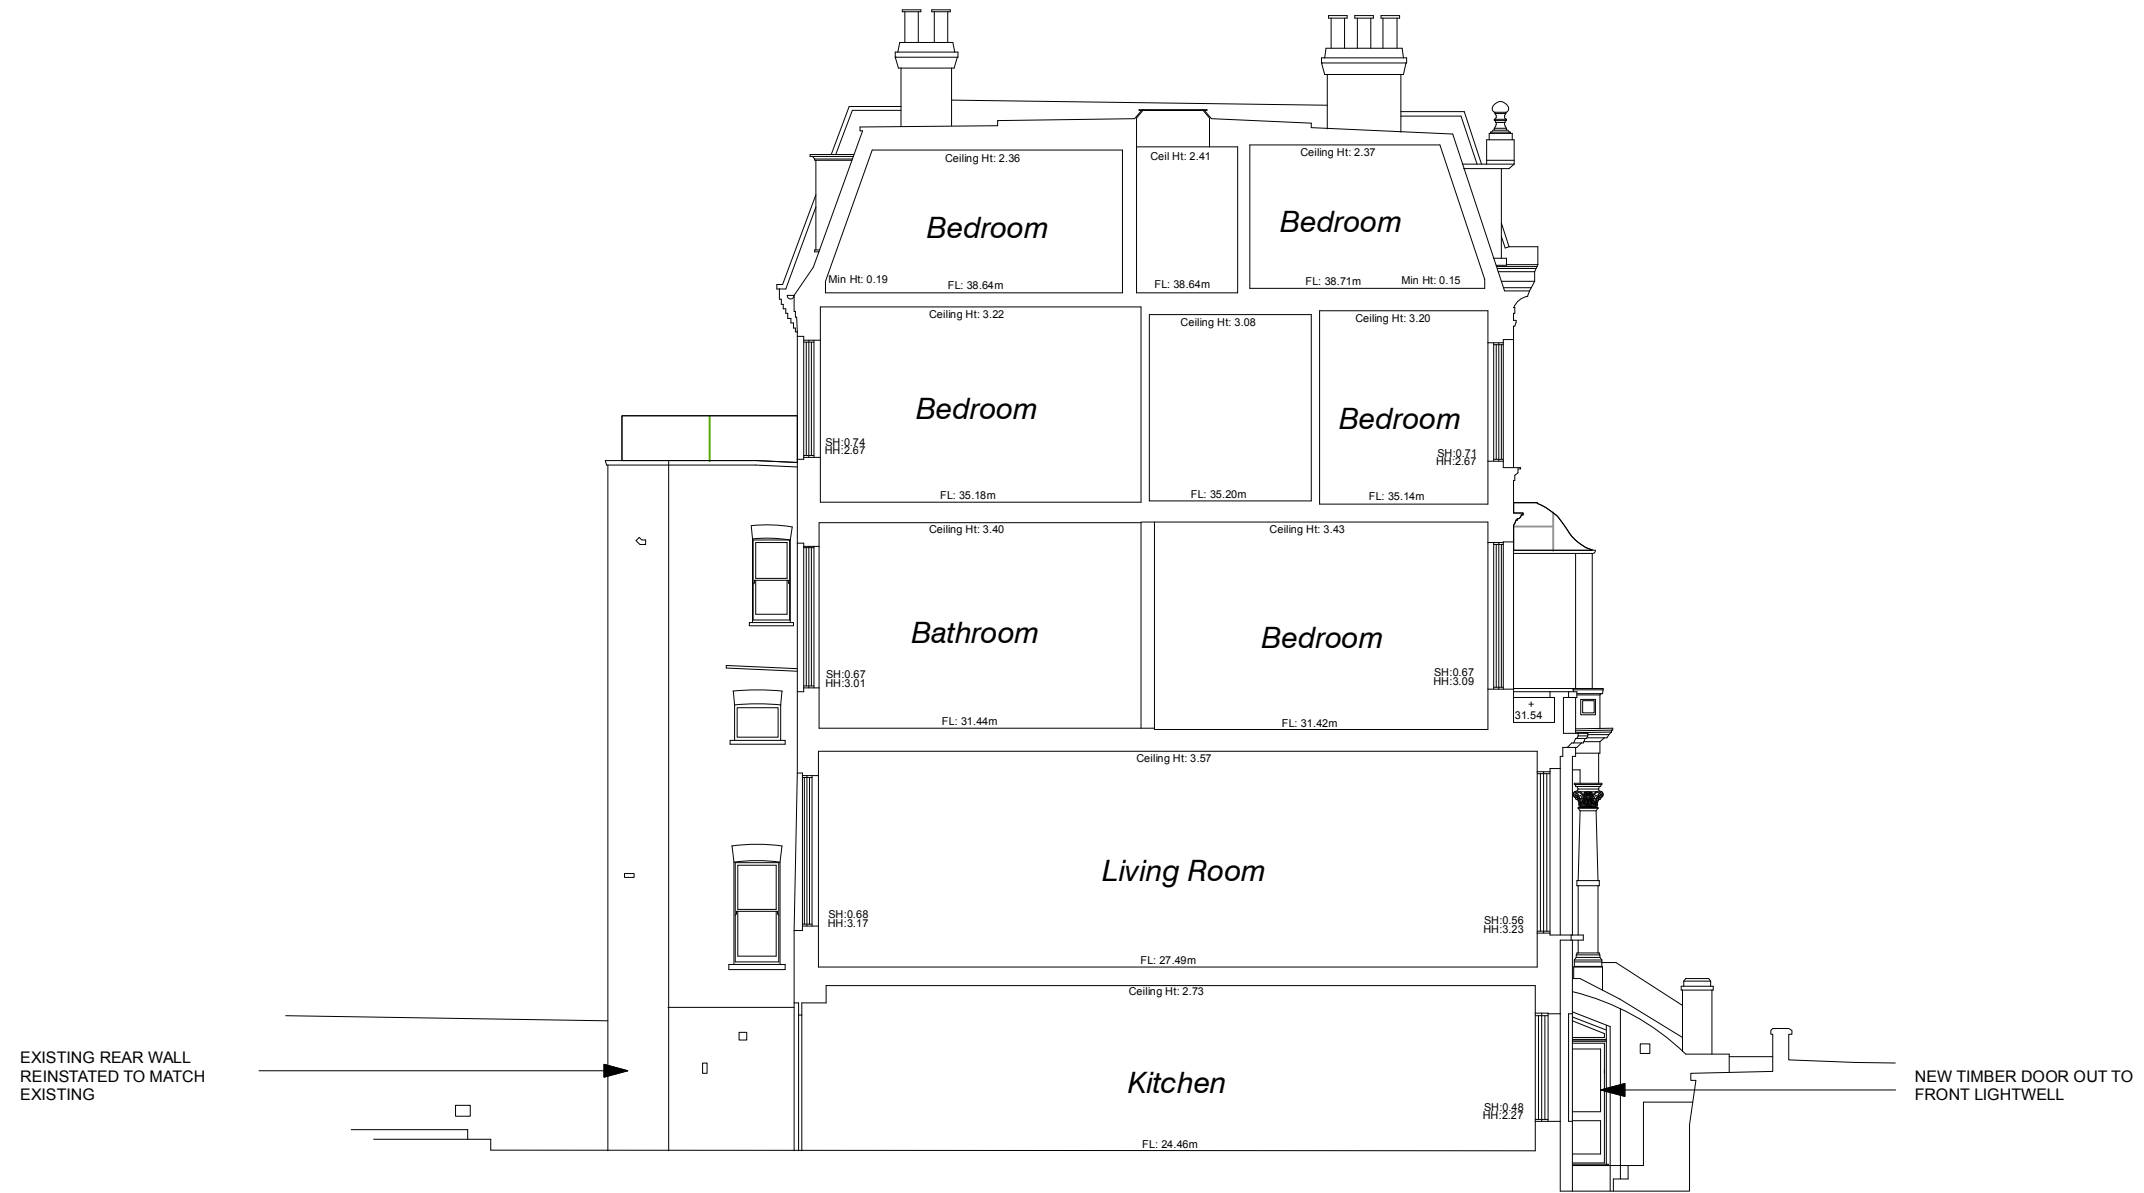 Ceiling Ht: 2.36
Ceil Ht: 2.41
Ceiling Ht: 2.37
Bedroom
Bedroom
Min Ht: 0.19
FL: 38.64m
FL: 38.64m
FL: 38.71m
Min Ht: 0.15
Ceiling Ht: 3.22
Ceiling Ht: 3.08
Ceiling Ht: 3.20
Bedroom
Bedroom
SH:0.74
HH:2.67
SH:0.71
HH:2.67
FL: 35.18m
FL: 35.20m
FL: 35.14m
Ceiling Ht: 3.40
Ceiling Ht: 3.43
Bathroom
Bedroom
SH:0.67
HH:3.01
SH:0.67
HH:3.09
FL: 31.44m
FL: 31.42m
+
31.54
Ceiling Ht: 3.57
Living Room
SH:0.68
HH:3.17
SH:0.56
HH:3.23
FL: 27.49m
Ceiling Ht: 2.73
Kitchen
SH:0.48
HH:2.27
FL: 24.46m
EXISTING REAR WALL
REINSTATED TO MATCH
EXISTING
NEW TIMBER DOOR OUT TO
FRONT LIGHTWELL